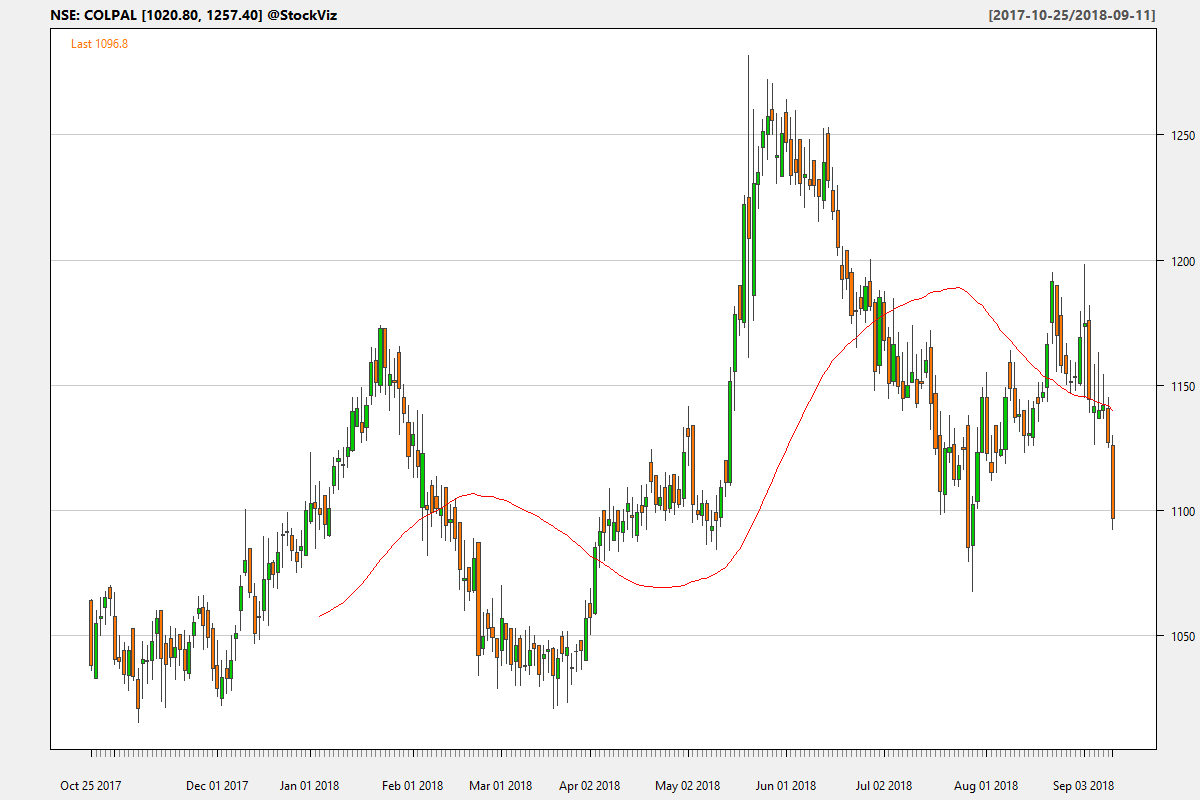 NSE: COLPAL [1020.80, 1257.40] @StockViz [2017-10-25/2018-09-11]
Last 1096.8
1250
1200
1150
1100
1050
Oct 25 2017 Dec 01 2017 Jan 01 2018 Feb 01 2018 Mar 01 2018 Apr 02 2018 May 02 2018 Jun 01 2018 Jul 02 2018 Aug 01 2018 Sep 03 2018